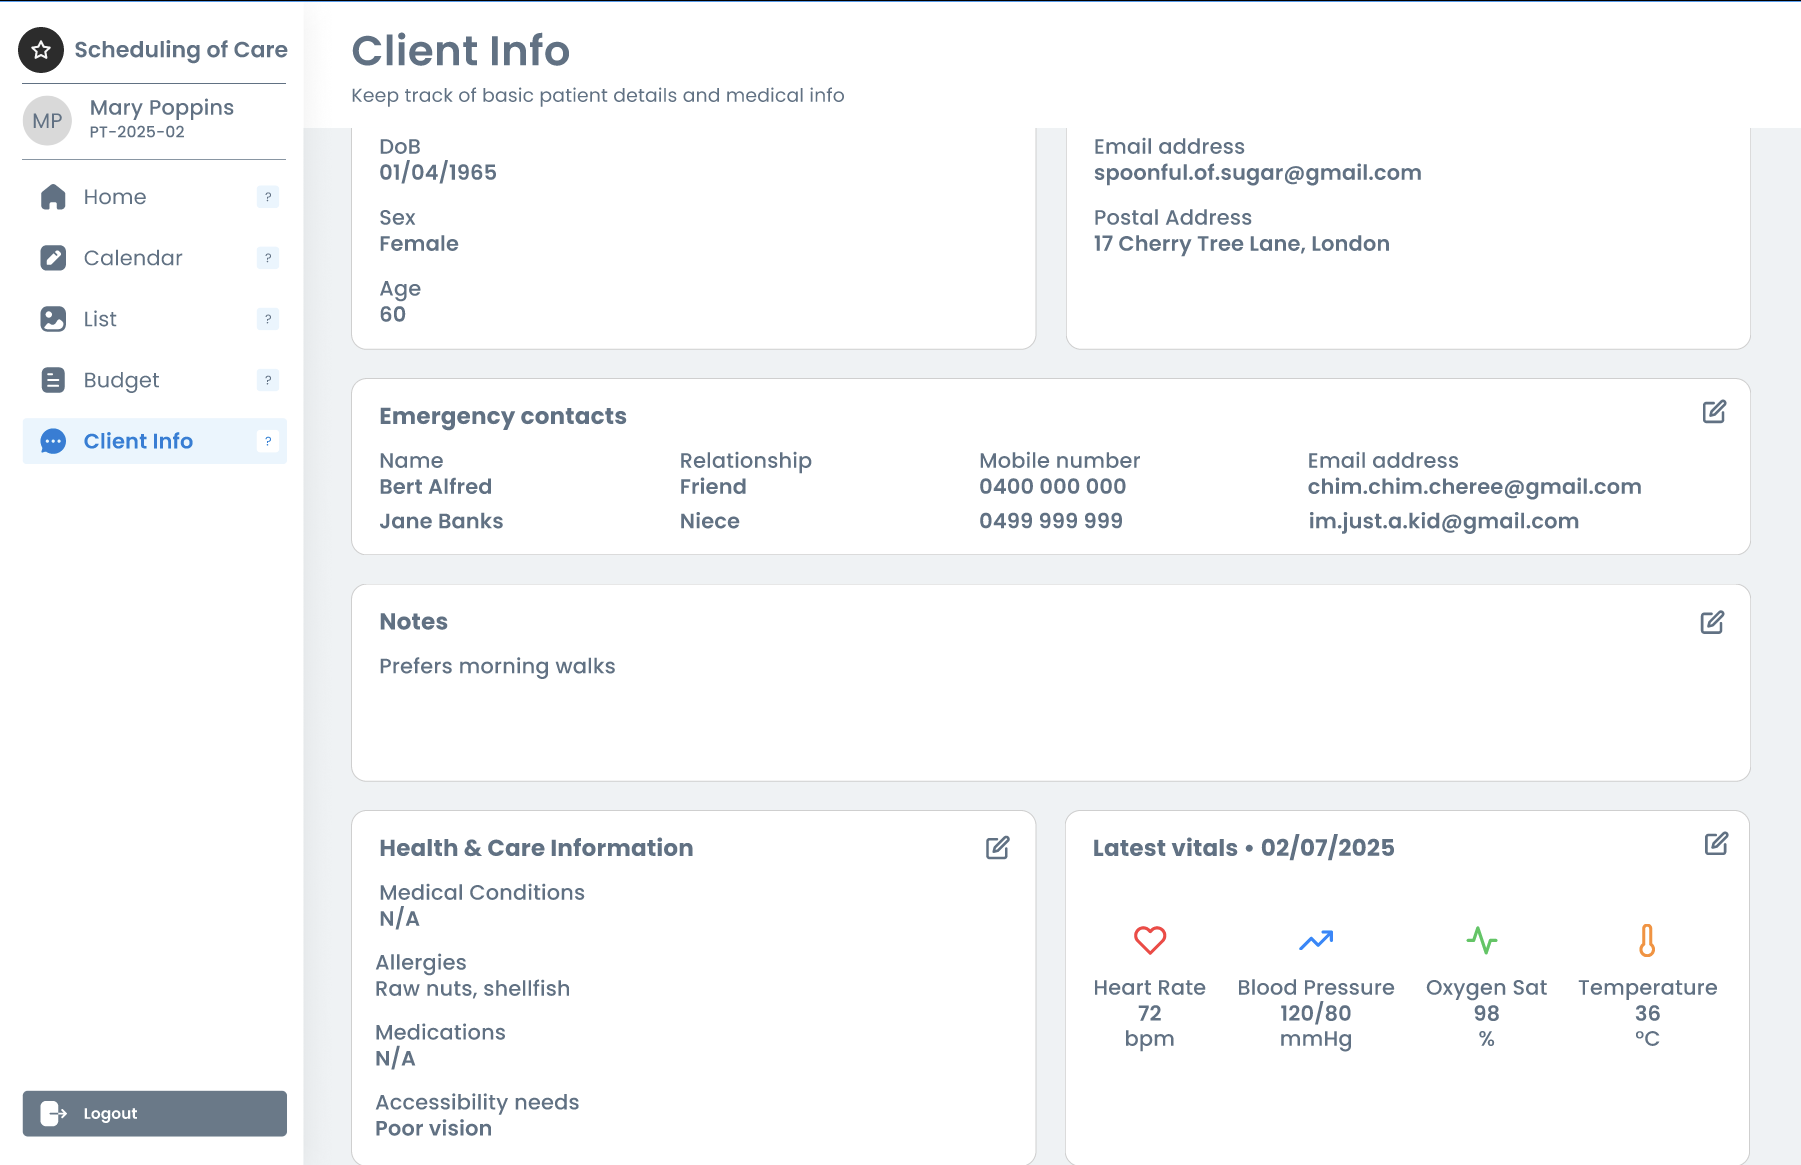 Scheduling of Care
MP
Mary Poppins
PT-2025-02
Home ?
Calendar ?
List ?
Budget ?
Client Info ?
Logout
Client Info
Keep track of basic patient details and medical info
DoB
01/04/1965
Sex
Female
Age
60
Email address
spoonful.of.sugar@gmail.com
Postal Address
17 Cherry Tree Lane, London
Emergency contacts
Name Relationship Mobile number Email address
Bert Alfred Friend 0400 000 000 chim.chim.cheree@gmail.com
Jane Banks Niece 0499 999 999 im.just.a.kid@gmail.com
Notes
Prefers morning walks
Health & Care Information
Medical Conditions
N/A
Allergies
Raw nuts, shellfish
Medications
N/A
Accessibility needs
Poor vision
Latest vitals • 02/07/2025
Heart Rate Blood Pressure Oxygen Sat Temperature
72 120/80 98 36
bpm mmHg % °C